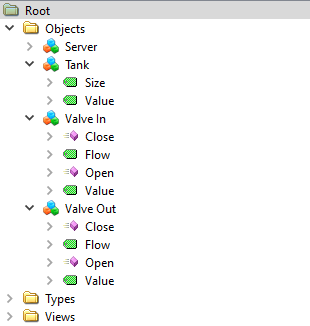 Root
Objects
Server
Tank
Size
Value
Valve In
Close
Flow
Open
Value
Valve Out
Close
Flow
Open
Value
Types
Views